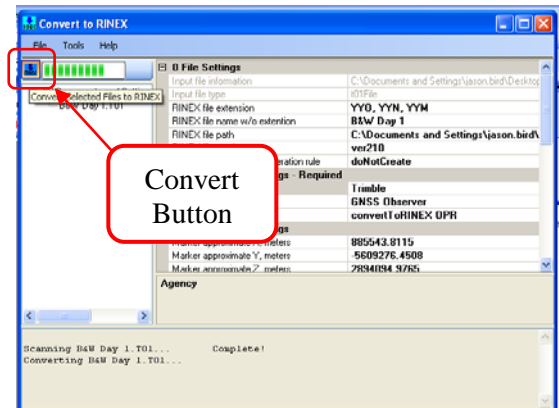 Convert to RINEX
File Tools Help
0 File Settings
Input file information C:\Documents and Settings\jason.bird\Desktop
Input file type t01File
Convert Selected Files to RINEX
B&W Day 1.T01
RINEX file extension YYO, YYN, YYM
RINEX file name w/o extention B&W Day 1
RINEX file path C:\Documents and Settings\jason.bird\
ver210
eration rule doNotCreate
gs - Required
Trimble
GNSS Observer
convertToRINEX OPR
gs
Convert
Button
Marker approximate X, meters 885543.8115
Marker approximate Y, meters -5609276.4508
Marker approximate Z, meters 2894094.9765
Agency
Scanning B&W Day 1.T01... Complete!
Converting B&W Day 1.T01...